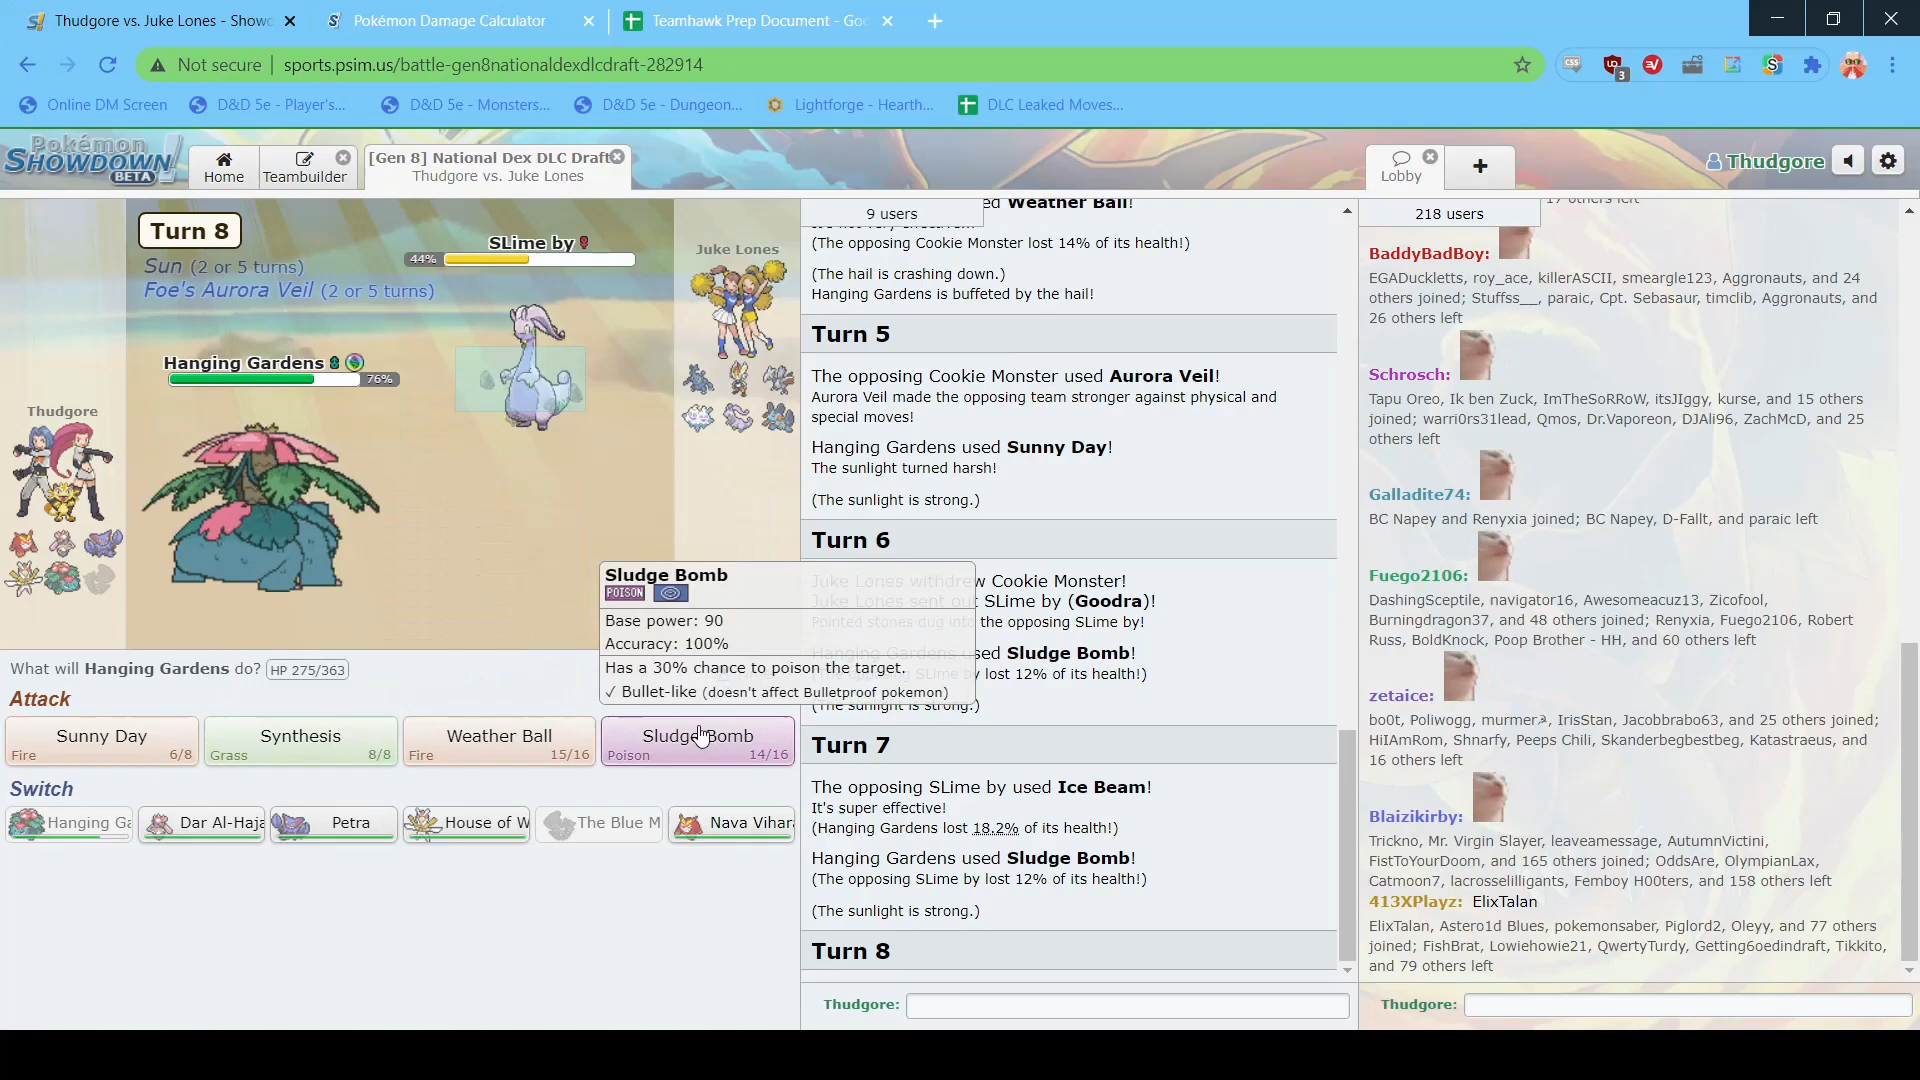 Thudgore vs. Juke Lones - Show
Pokémon Damage Calculator
Teamhawk Prep Document - Goo
Not secure
sports.psim.us/battle-gen8nationaldexdlcdraft-282914
3
Online DM Screen
D&D 5e - Player's...
D&D 5e - Monsters...
D&D 5e - Dungeon...
Lightforge - Hearth...
DLC Leaked Moves...
Pokémon
SHOWDOWN!
BETA
Home
Teambuilder
[Gen 8] National Dex DLC Draft
Thudgore vs. Juke Lones
Lobby
Thudgore
Turn 8
Sun (2 or 5 turns)
Foe's Aurora Veil (2 or 5 turns)
SLime by
44%
Juke Lones
Hanging Gardens
76%
Thudgore
What will Hanging Gardens do? HP 275/363
Attack
Sunny Day
Fire 6/8
Synthesis
Grass 8/8
Weather Ball
Fire 15/16
Sludge Bomb
Poison 14/16
Switch
Hanging Ga
Dar Al-Haja
Petra
House of W
The Blue M
Nava Vihar
Sludge Bomb
POISON
Base power: 90
Accuracy: 100%
Has a 30% chance to poison the target.
✓ Bullet-like (doesn't affect Bulletproof pokemon)
9 users
ed Weather Ball!
(The opposing Cookie Monster lost 14% of its health!)
(The hail is crashing down.)
Hanging Gardens is buffeted by the hail!
Turn 5
The opposing Cookie Monster used Aurora Veil!
Aurora Veil made the opposing team stronger against physical and
special moves!
Hanging Gardens used Sunny Day!
The sunlight turned harsh!
(The sunlight is strong.)
Turn 6
Juke Lones withdrew Cookie Monster!
Juke Lones sent out SLime by (Goodra)!
Pointed stones dug into the opposing SLime by!
Hanging Gardens used Sludge Bomb!
(The opposing SLime by lost 12% of its health!)
(The sunlight is strong.)
Turn 7
The opposing SLime by used Ice Beam!
It's super effective!
(Hanging Gardens lost 18.2% of its health!)
Hanging Gardens used Sludge Bomb!
(The opposing SLime by lost 12% of its health!)
(The sunlight is strong.)
Turn 8
Thudgore:
218 users
17 others left
BaddyBadBoy:
EGADuckletts, roy_ace, killerASCII, smeargle123, Aggronauts, and 24
others joined; Stuffss__, paraic, Cpt. Sebasaur, timclib, Aggronauts, and
26 others left
Schrosch:
Tapu Oreo, Ik ben Zuck, ImTheSoRRoW, itsJIggy, kurse, and 15 others
joined; warri0rs31lead, Qmos, Dr.Vaporeon, DJAli96, ZachMcD, and 25
others left
Galladite74:
BC Napey and Renyxia joined; BC Napey, D-Fallt, and paraic left
Fuego2106:
DashingSceptile, navigator16, Awesomeacuz13, Zicofool,
Burningdragon37, and 48 others joined; Renyxia, Fuego2106, Robert
Russ, BoldKnock, Poop Brother - HH, and 60 others left
zetaice:
bo0t, Poliwogg, murmer☭, IrisStan, Jacobbrabo63, and 25 others joined;
HiIAmRom, Shnarfy, Peeps Chili, Skanderbegbestbeg, Katastraeus, and
16 others left
Blaizikirby:
Trickno, Mr. Virgin Slayer, leaveamessage, AutumnVictini,
FistToYourDoom, and 165 others joined; OddsAre, OlympianLax,
Catmoon7, lacrosselilligants, Femboy H00ters, and 158 others left
413XPlayz: ElixTalan
ElixTalan, Astero1d Blues, pokemonsaber, Piglord2, Oleyy, and 77 others
joined; FishBrat, Lowiehowie21, QwertyTurdy, Getting6oedindraft, Tikkito,
and 79 others left
Thudgore: